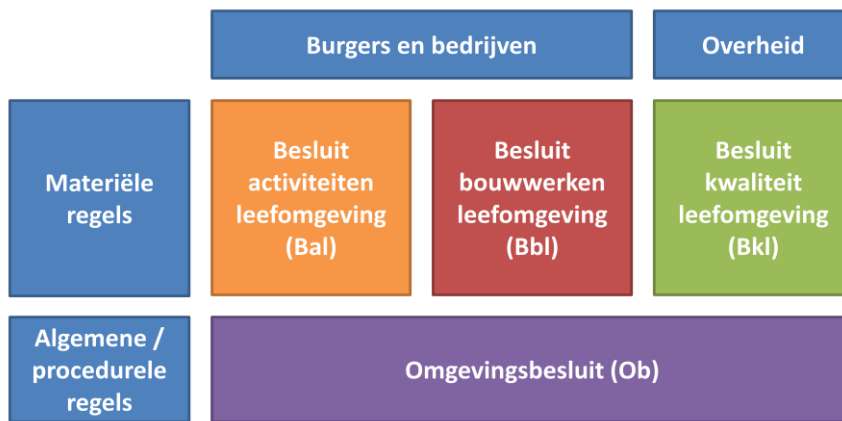 Burgers en bedrijven
Overheid
Materiële
regels
Besluit
activiteiten
leefomgeving
(Bal)
Besluit
bouwwerken
leefomgeving
(Bbl)
Besluit
kwaliteit
leefomgeving
(Bkl)
Algemene /
procedurele
regels
Omgevingsbesluit (Ob)